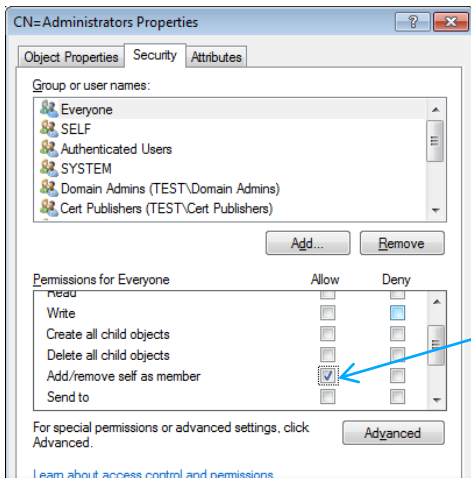 CN=Administrators Properties
Object Properties Security Attributes
Group or user names:
Everyone
SELF
Authenticated Users
SYSTEM
Domain Admins (TEST\Domain Admins)
Cert Publishers (TEST\Cert Publishers)
Add... Remove
Permissions for Everyone Allow Deny
Read
Write
Create all child objects
Delete all child objects
Add/remove self as member
Send to
For special permissions or advanced settings, click
Advanced.
Advanced
Learn about access control and permissions